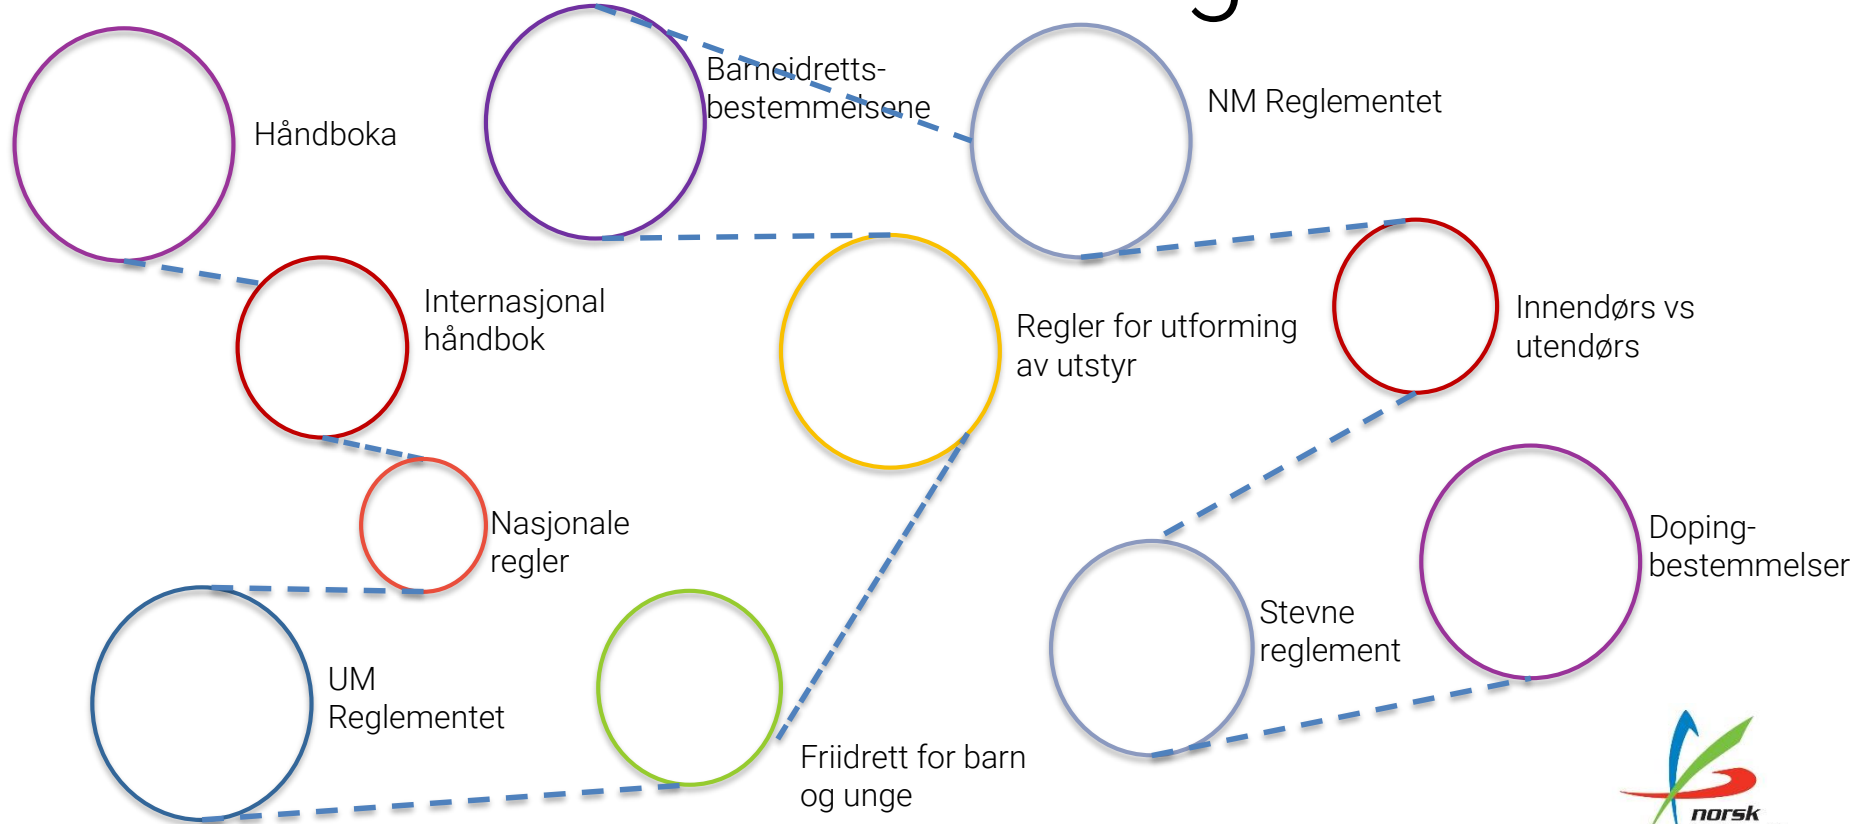 Håndboka
Barneidretts-
bestemmelsene
NM Reglementet
Internasjonal
håndbok
Regler for utforming
av utstyr
Innendørs vs
utendørs
Nasjonale
regler
Doping-
bestemmelser
Stevne
reglement
UM
Reglementet
Friidrett for barn
og unge
norsk